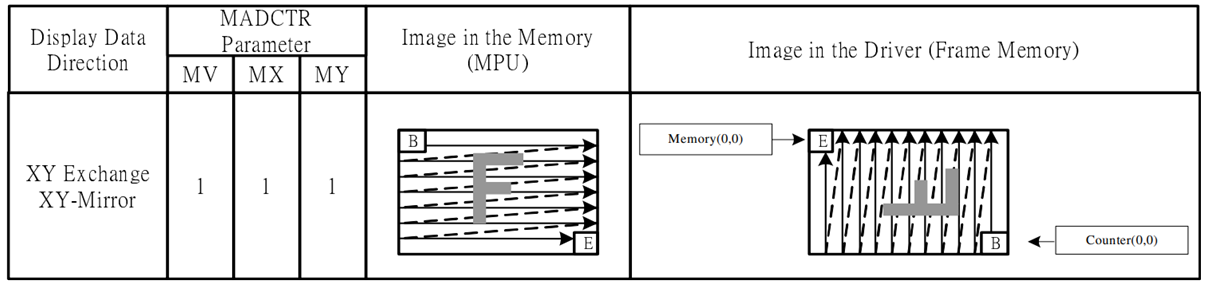 Display Data
Direction
MADCTR
Parameter
MV
MX
MY
Image in the Memory
(MPU)
Image in the Driver (Frame Memory)
XY Exchange
XY-Mirror
1
1
1
B
F
E
Memory(0,0)
E
F
B
Counter(0,0)